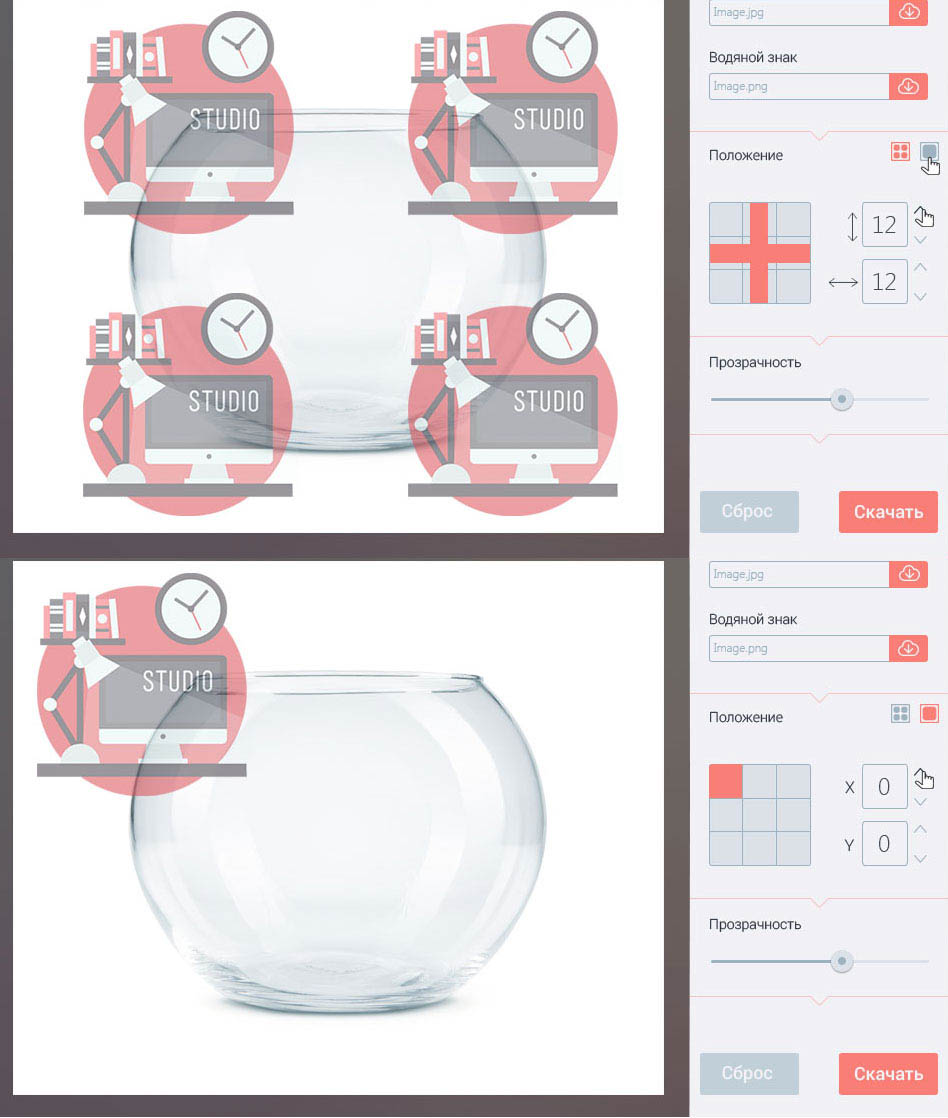 STUDIO
STUDIO
STUDIO
STUDIO
Image.jpg
Водяной знак
Image.png
Положение
12
12
Прозрачность
Сброс
Скачать
STUDIO
Image.jpg
Водяной знак
Image.png
Положение
X 0
Y 0
Прозрачность
Сброс
Скачать